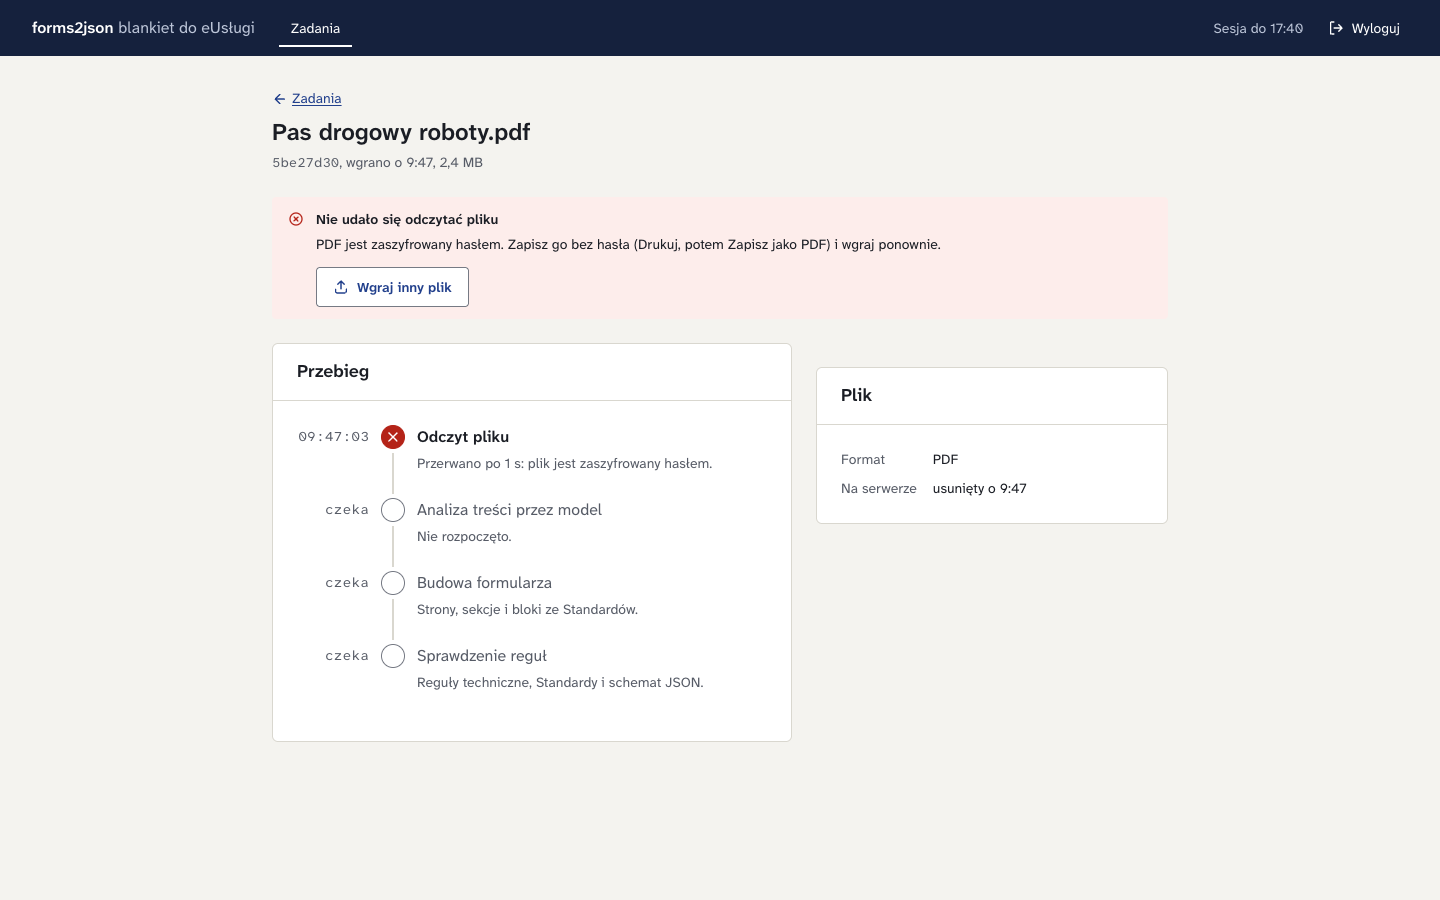 forms2json blankiet do eUsługi Zadania Sesja do 17:40 Wyloguj
Zadania
Pas drogowy roboty.pdf
5be27d30, wgrano o 9:47, 2,4 MB
Nie udało się odczytać pliku
PDF jest zaszyfrowany hasłem. Zapisz go bez hasła (Drukuj, potem Zapisz jako PDF) i wgraj ponownie.
Wgraj inny plik
Przebieg
09:47:03 Odczyt pliku
Przerwano po 1 s: plik jest zaszyfrowany hasłem.
czeka Analiza treści przez model
Nie rozpoczęto.
czeka Budowa formularza
Strony, sekcje i bloki ze Standardów.
czeka Sprawdzenie reguł
Reguły techniczne, Standardy i schemat JSON.
Plik
Format PDF
Na serwerze usunięty o 9:47